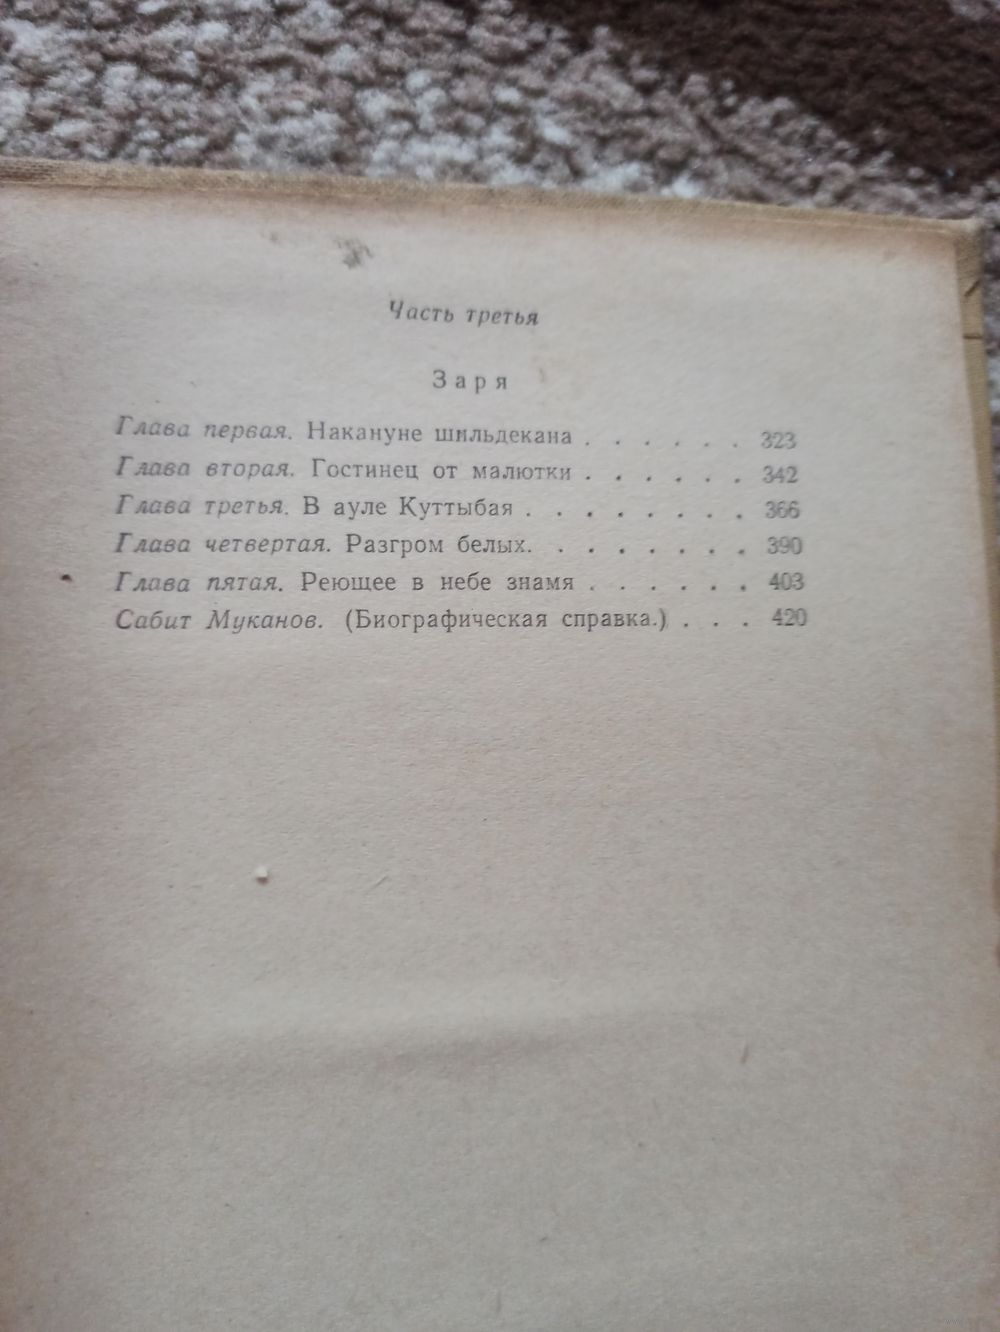 Часть третья
Заря
Глава первая. Накануне шильдекана . . . . . . 323
Глава вторая. Гостинец от малютки . . . . . . 342
Глава третья. В ауле Куттыбая . . . . . . . . 366
Глава четвертая. Разгром белых. . . . . . . . 390
Глава пятая. Реющее в небе знамя . . . . . . 403
Сабит Муканов. (Биографическая справка.) . . . 420